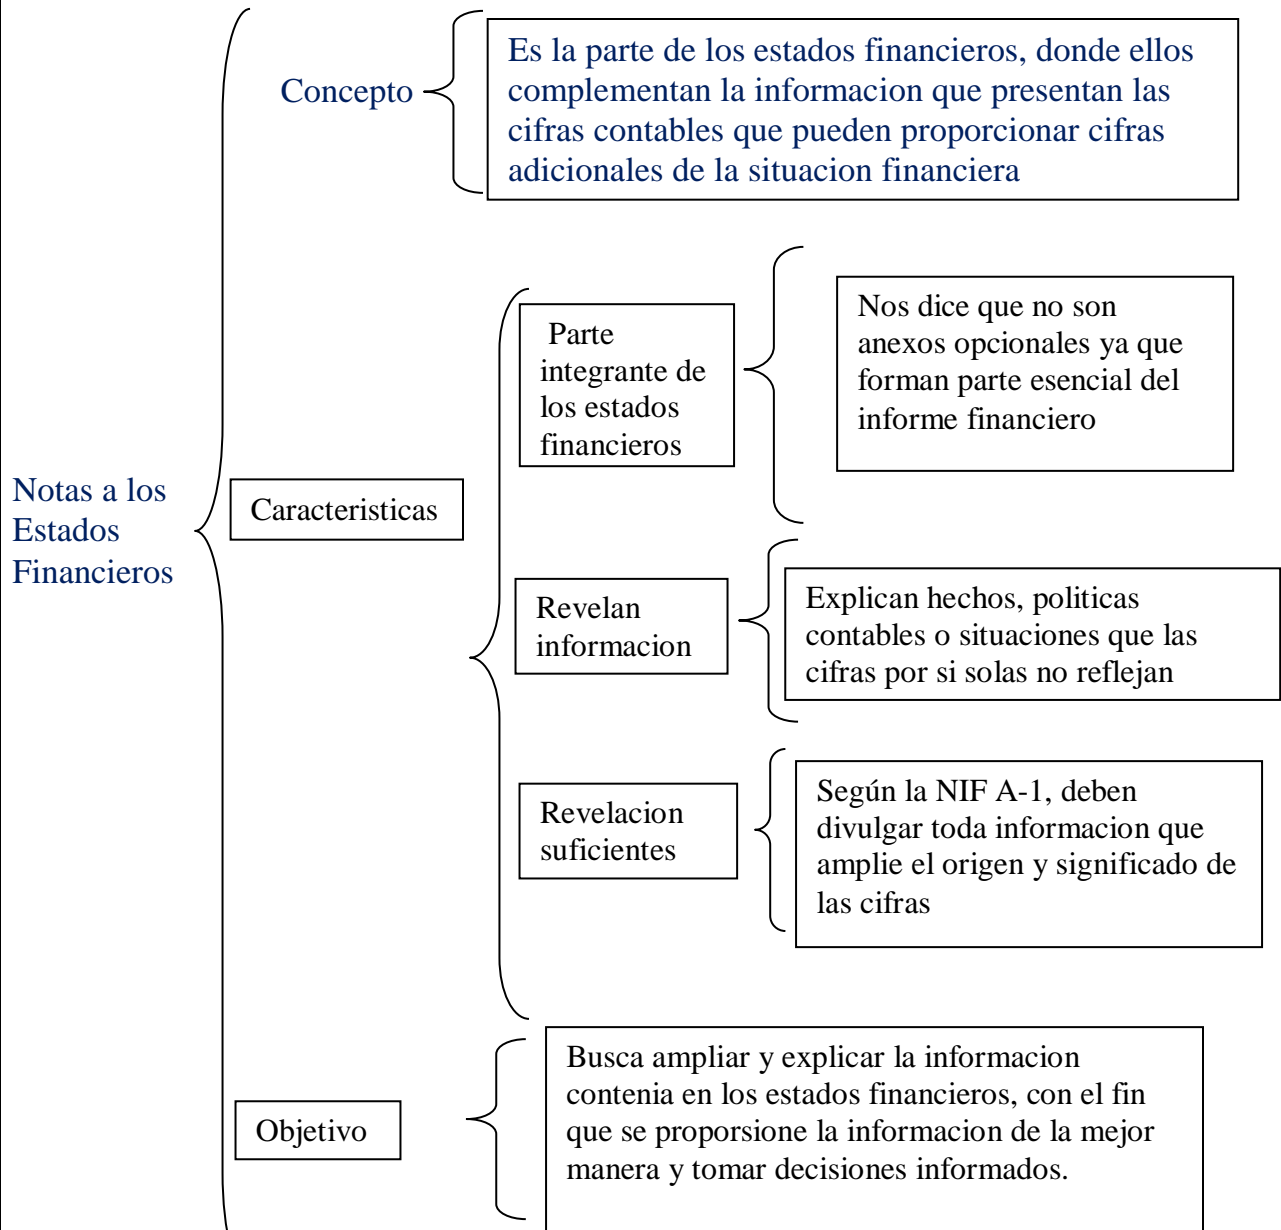 Notas a los
Estados
Financieros
Concepto
Es la parte de los estados financieros, donde ellos
complementan la informacion que presentan las
cifras contables que pueden proporcionar cifras
adicionales de la situacion financiera
Caracteristicas
Parte
integrante de
los estados
financieros
Nos dice que no son
anexos opcionales ya que
forman parte esencial del
informe financiero
Revelan
informacion
Explican hechos, politicas
contables o situaciones que las
cifras por si solas no reflejan
Revelacion
suficientes
Según la NIF A-1, deben
divulgar toda informacion que
amplie el origen y significado de
las cifras
Objetivo
Busca ampliar y explicar la informacion
contenia en los estados financieros, con el fin
que se proporsione la informacion de la mejor
manera y tomar decisiones informados.